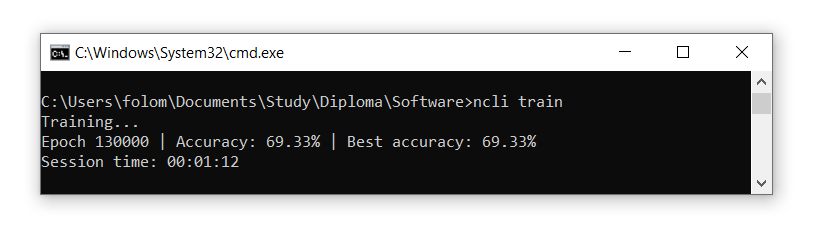 C:\Windows\System32\cmd.exe
C:\Users\folom\Documents\Study\Diploma\Software>ncli train
Training...
Epoch 130000 | Accuracy: 69.33% | Best accuracy: 69.33%
Session time: 00:01:12